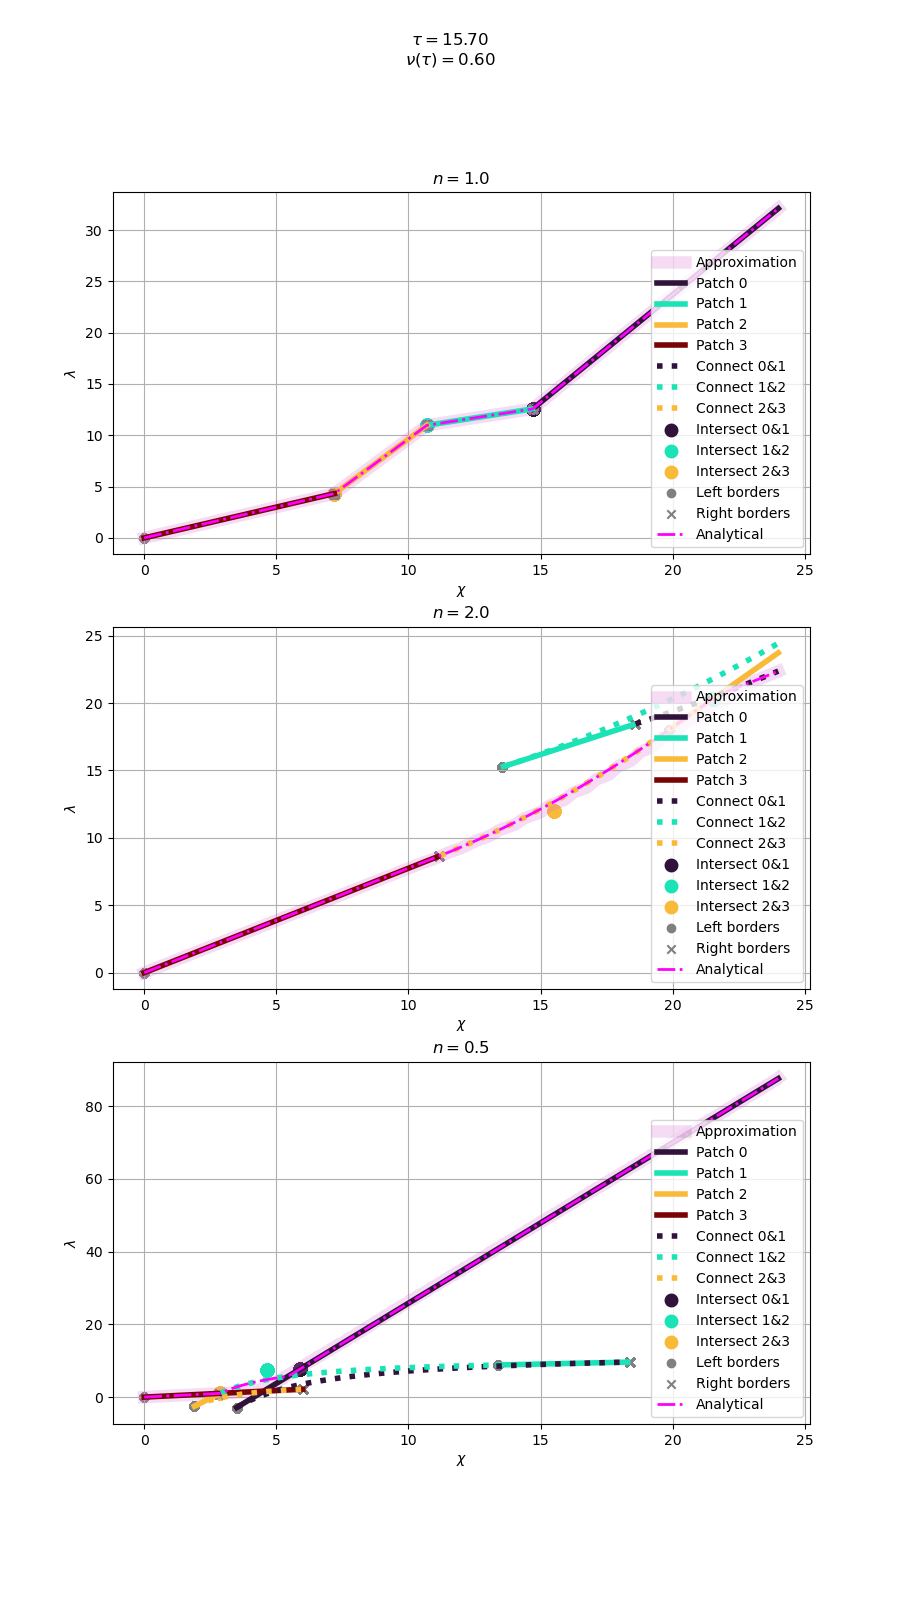 τ = 15.70
ν(τ) = 0.60
n = 1.0
30
25
20
15
10
5
0
λ
0 5 10 15 20 25
χ
Approximation
Patch 0
Patch 1
Patch 2
Patch 3
Connect 0&1
Connect 1&2
Connect 2&3
Intersect 0&1
Intersect 1&2
Intersect 2&3
Left borders
Right borders
Analytical
n = 2.0
25
20
15
10
5
0
λ
0 5 10 15 20 25
χ
Approximation
Patch 0
Patch 1
Patch 2
Patch 3
Connect 0&1
Connect 1&2
Connect 2&3
Intersect 0&1
Intersect 1&2
Intersect 2&3
Left borders
Right borders
Analytical
n = 0.5
80
60
40
20
0
λ
0 5 10 15 20 25
χ
Approximation
Patch 0
Patch 1
Patch 2
Patch 3
Connect 0&1
Connect 1&2
Connect 2&3
Intersect 0&1
Intersect 1&2
Intersect 2&3
Left borders
Right borders
Analytical